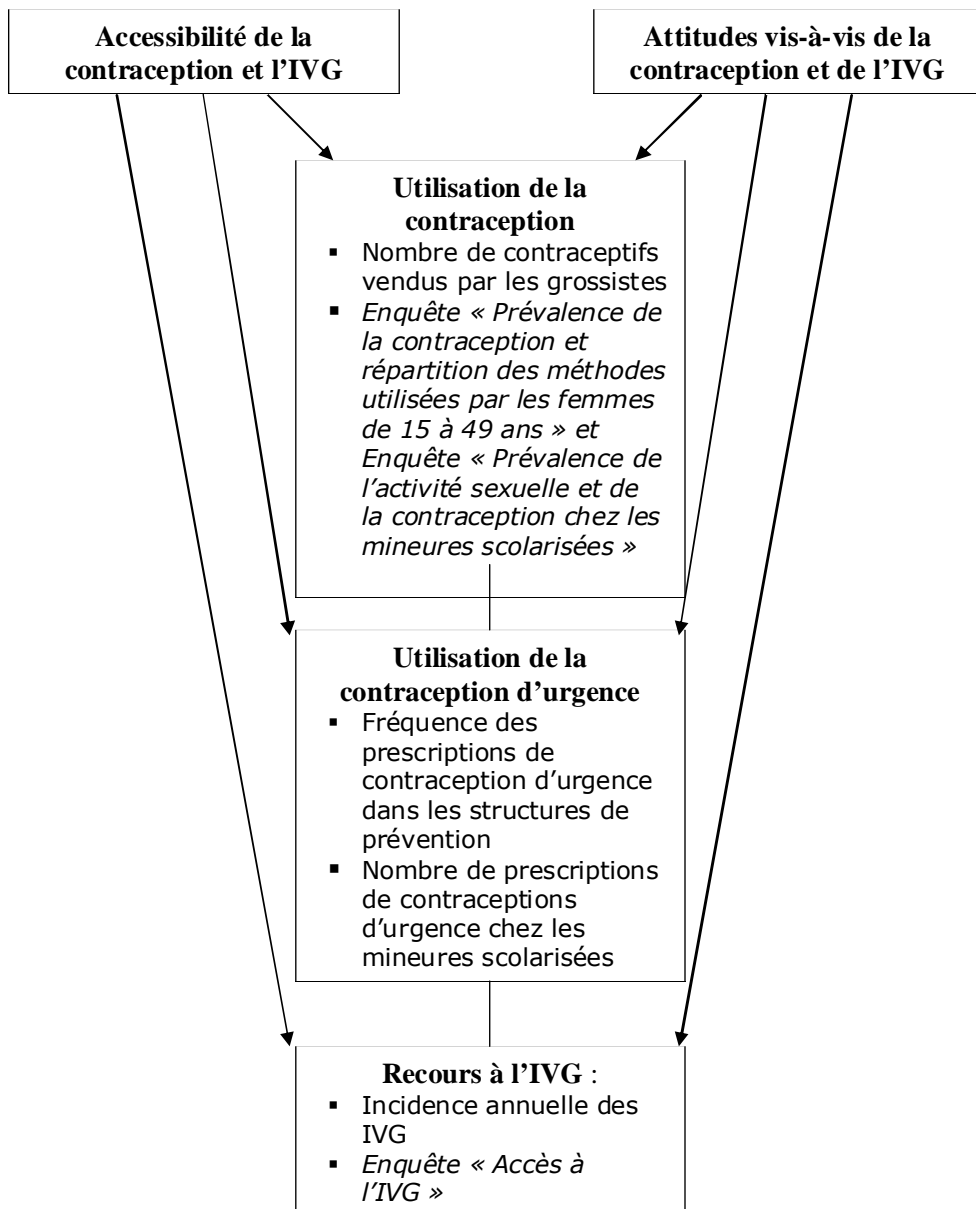 Accessibilité de la
contraception et l'IVG
Attitudes vis-à-vis de la
contraception et de l'IVG
Utilisation de la
contraception
▪ Nombre de contraceptifs
vendus par les grossistes
▪ Enquête « Prévalence de
la contraception et
répartition des méthodes
utilisées par les femmes
de 15 à 49 ans » et
Enquête « Prévalence de
l'activité sexuelle et de
la contraception chez les
mineures scolarisées »
Utilisation de la
contraception d'urgence
▪ Fréquence des
prescriptions de
contraception d'urgence
dans les structures de
prévention
▪ Nombre de prescriptions
de contraceptions
d'urgence chez les
mineures scolarisées
Recours à l'IVG :
▪ Incidence annuelle des
IVG
▪ Enquête « Accès à
l'IVG »